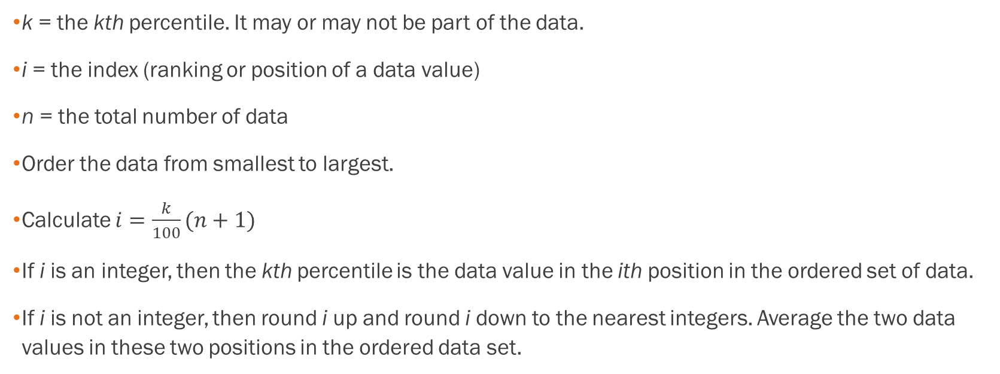 •k = the kth percentile. It may or may not be part of the data.
•i = the index (ranking or position of a data value)
•n = the total number of data
•Order the data from smallest to largest.
•Calculate i = k/100 (n + 1)
•If i is an integer, then the kth percentile is the data value in the ith position in the ordered set of data.
•If i is not an integer, then round i up and round i down to the nearest integers. Average the two data
values in these two positions in the ordered data set.